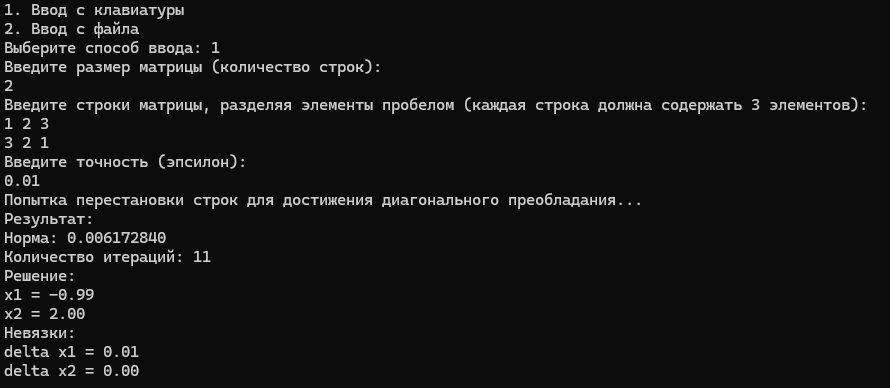 1. Ввод с клавиатуры
2. Ввод с файла
Выберите способ ввода: 1
Введите размер матрицы (количество строк):
2
Введите строки матрицы, разделяя элементы пробелом (каждая строка должна содержать 3 элементов):
1 2 3
3 2 1
Введите точность (эпсилон):
0.01
Попытка перестановки строк для достижения диагонального преобладания...
Результат:
Норма: 0.006172840
Количество итераций: 11
Решение:
x1 = -0.99
x2 = 2.00
Невязки:
delta x1 = 0.01
delta x2 = 0.00